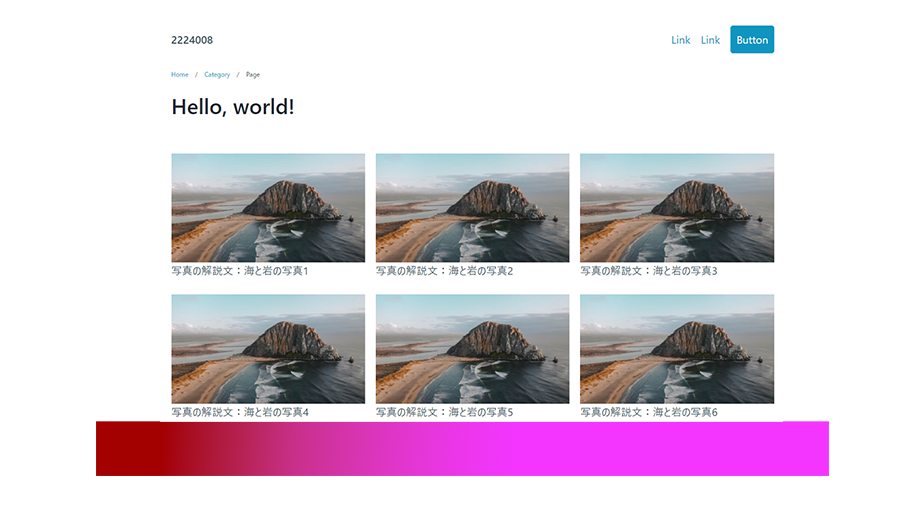 2224008 Link Link Button
Home / Category / Page
Hello, world!
写真の解説文：海と岩の写真1 写真の解説文：海と岩の写真2 写真の解説文：海と岩の写真3
写真の解説文：海と岩の写真4 写真の解説文：海と岩の写真5 写真の解説文：海と岩の写真6